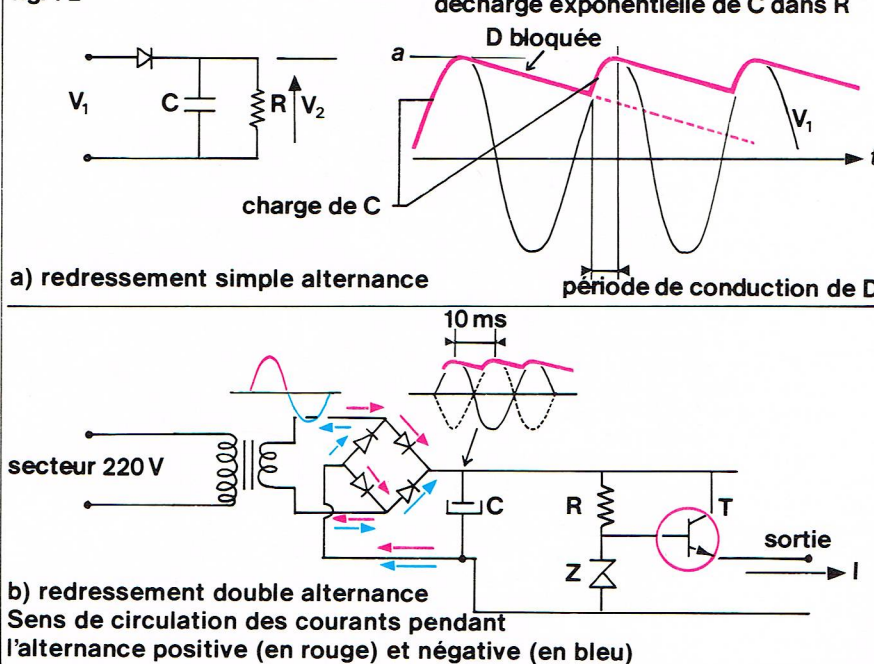 décharge exponentielle de C dans R
D bloquée
a
V₁
C
R
V₂
V₁
t
charge de C
a) redressement simple alternance
période de conduction de D
10 ms
secteur 220 V
C
R
T
sortie
Z
I
b) redressement double alternance
Sens de circulation des courants pendant
l'alternance positive (en rouge) et négative (en bleu)